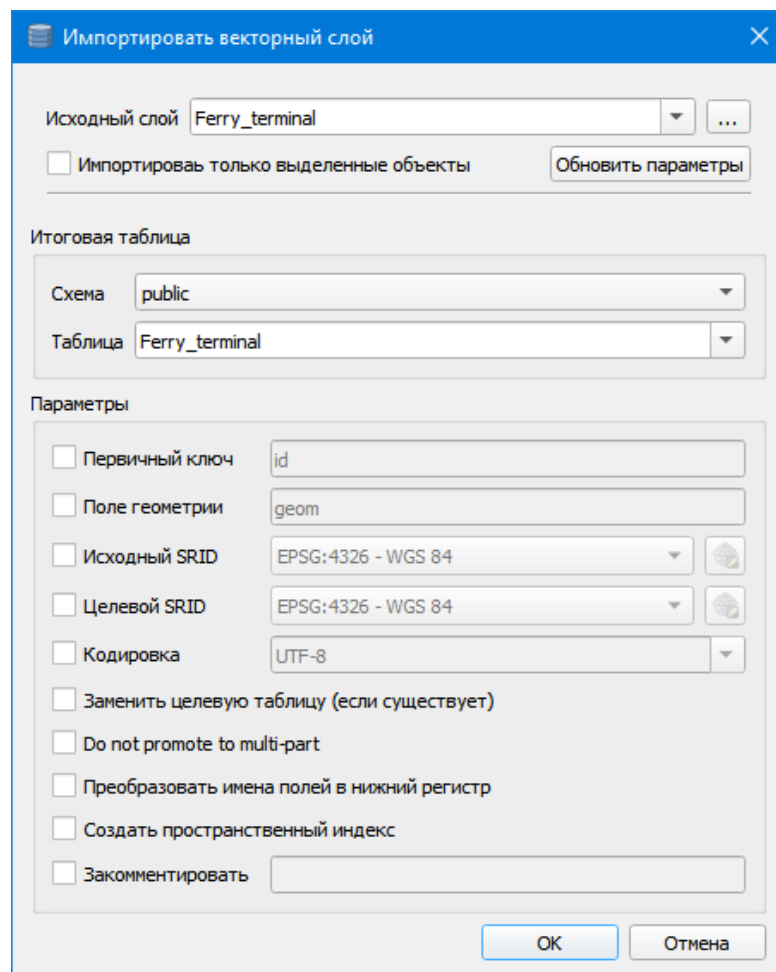 Импортировать векторный слой
Исходный слой Ferry_terminal ...
Импортироваь только выделенные объекты Обновить параметры
Итоговая таблица
Схема public
Таблица Ferry_terminal
Параметры
Первичный ключ id
Поле геометрии geom
Исходный SRID EPSG:4326 - WGS 84
Целевой SRID EPSG:4326 - WGS 84
Кодировка UTF-8
Заменить целевую таблицу (если существует)
Do not promote to multi-part
Преобразовать имена полей в нижний регистр
Создать пространственный индекс
Закомментировать
OK Отмена